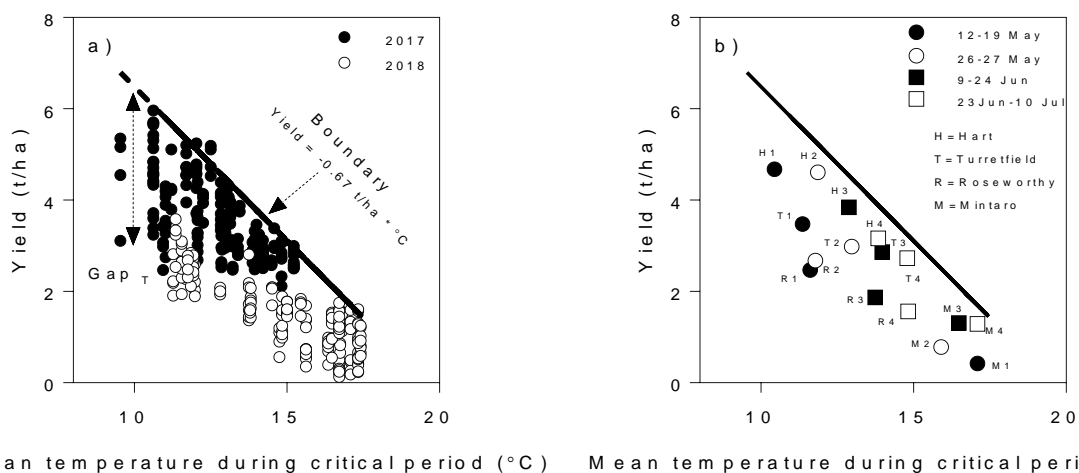 8
6
4
2
0
Yield (t/ha)
a)
2017
2018
Boundary
Yield = -0.67 t/ha * °C
Gap T
10
15
20
an temperature during critical period (°C)
8
6
4
2
0
Yield (t/ha)
b)
12-19 May
26-27 May
9-24 Jun
23Jun-10 Jul
H=Hart
T=Turretfield
R=Roseworthy
M=Mintaro
H1
H2
H3
T1
H4
T2
T3
R1
R2
T4
R3
R4
M3
M4
M2
M1
10
15
20
Mean temperature during critical peri